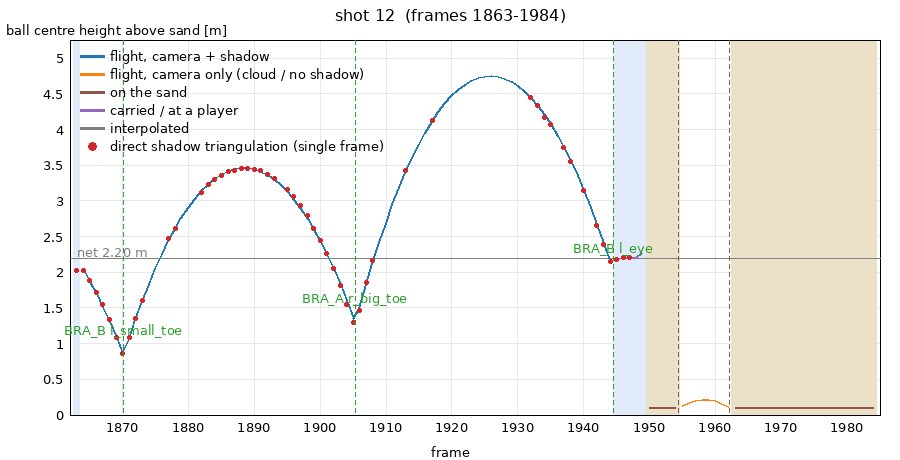 shot 12 (frames 1863-1984)
ball centre height above sand [m]
flight, camera + shadow
flight, camera only (cloud / no shadow)
on the sand
carried / at a player
interpolated
direct shadow triangulation (single frame)
5
4.5
4
3.5
3
2.5
2
1.5
1
0.5
0
net 2.20 m
BRA_B l_eye
BRA_A r_big_toe
BRA_B l_small_toe
1870 1880 1890 1900 1910 1920 1930 1940 1950 1960 1970 1980
frame